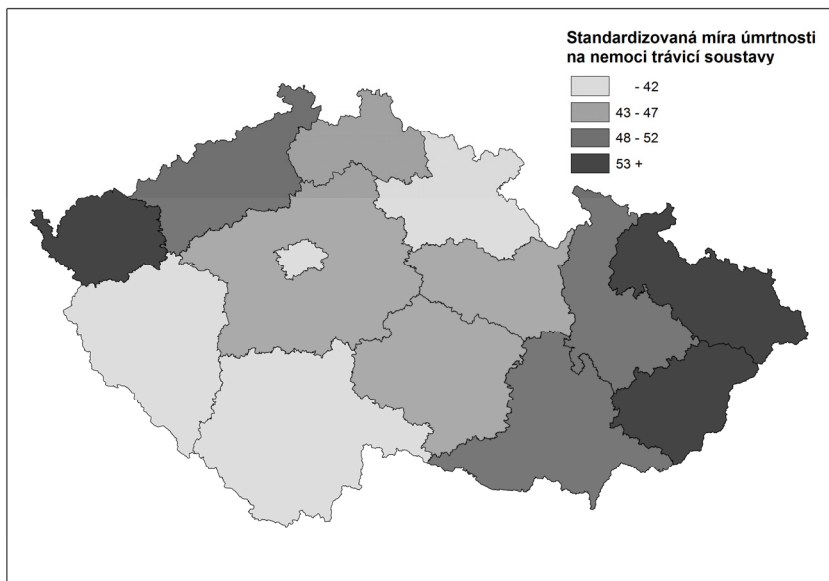 Standardizovaná míra úmrtnosti
na nemoci trávicí soustavy
- 42
43 - 47
48 - 52
53 +